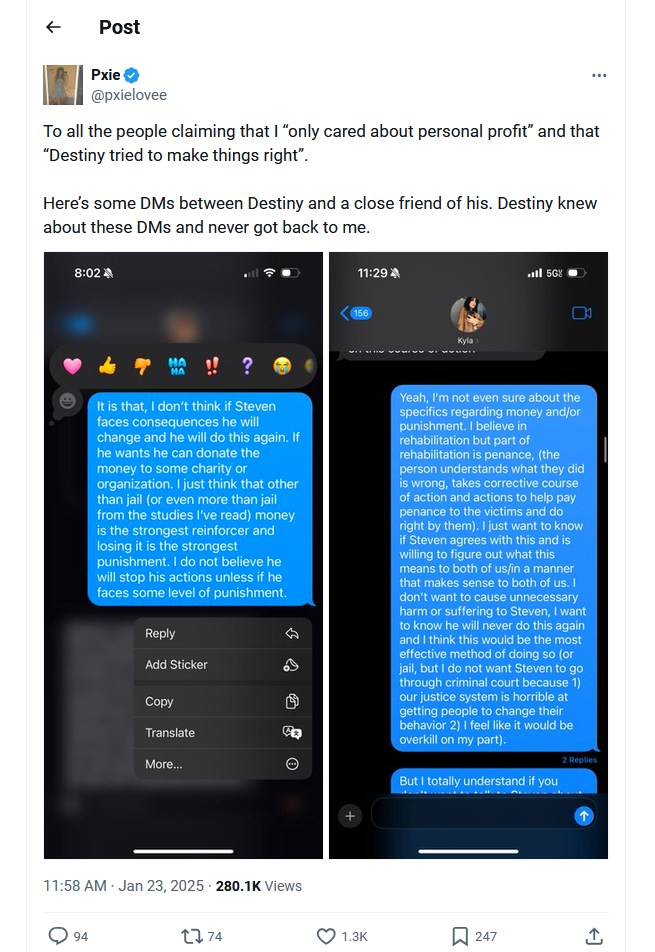 Post
Pxie
@pxielovee
To all the people claiming that I “only cared about personal profit” and that
“Destiny tried to make things right”.
Here’s some DMs between Destiny and a close friend of his. Destiny knew
about these DMs and never got back to me.
8:02
It is that, I don’t think if Steven
faces consequences he will
change and he will do this again. If
he wants he can donate the
money to some charity or
organization. I just think that other
than jail (or even more than jail
from the studies I’ve read) money
is the strongest reinforcer and
losing it is the strongest
punishment. I do not believe he
will stop his actions unless if he
faces some level of punishment.
Reply
Add Sticker
Copy
Translate
More...
11:29
5G
156
Kyla
on this course of action
Yeah, I’m not even sure about the
specifics regarding money and/or
punishment. I believe in
rehabilitation but part of
rehabilitation is penance, (the
person understands what they did
is wrong, takes corrective course
of action and actions to help pay
penance to the victims and do
right by them). I just want to know
if Steven agrees with this and is
willing to figure out what this
means to both of us/in a manner
that makes sense to both of us. I
don’t want to cause unnecessary
harm or suffering to Steven, I want
to know he will never do this again
and I think this would be the most
effective method of doing so (or
jail, but I do not want Steven to go
through criminal court because 1)
our justice system is horrible at
getting people to change their
behavior 2) I feel like it would be
overkill on my part).
2 Replies
But I totally understand if you
don’t want to talk to Steven about
11:58 AM · Jan 23, 2025 · 280.1K Views
94
74
1.3K
247